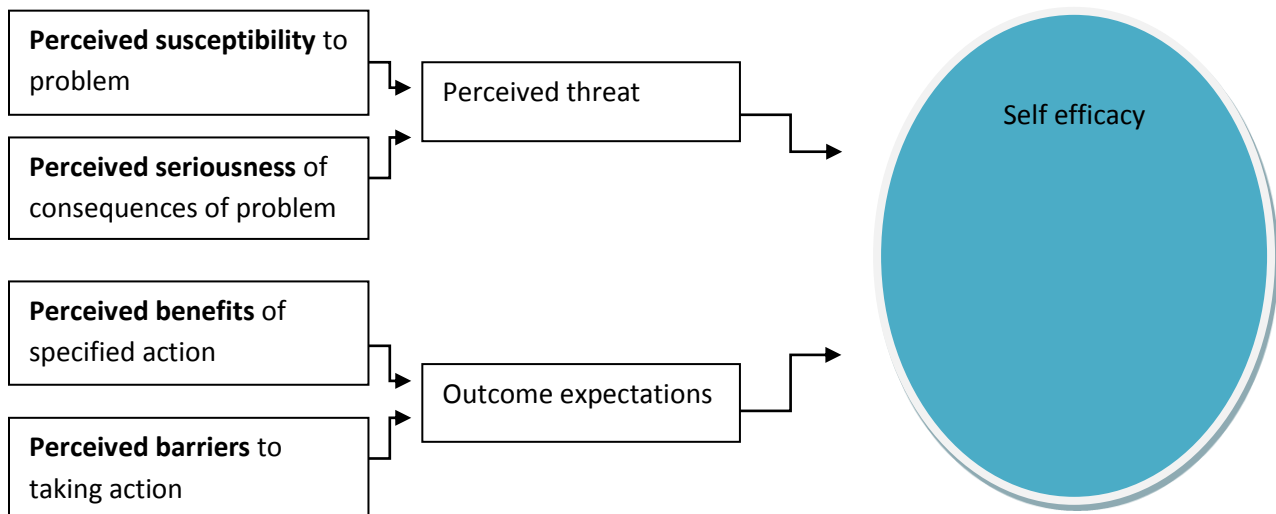 Perceived susceptibility to
problem
Perceived seriousness of
consequences of problem
Perceived threat
Perceived benefits of
specified action
Perceived barriers to
taking action
Outcome expectations
Self efficacy